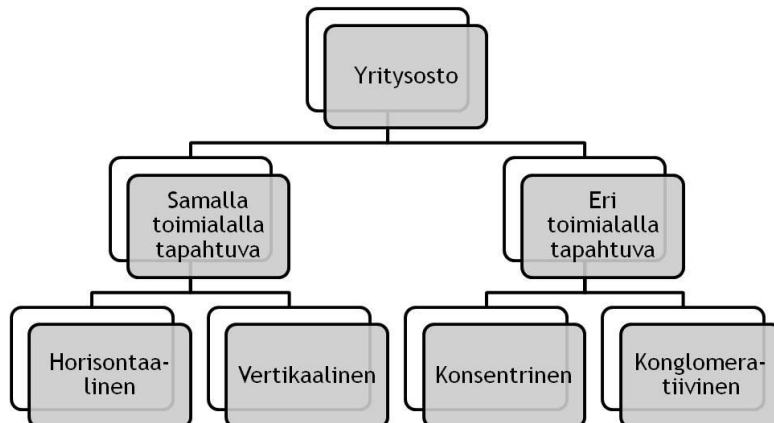 Yritysosto
Samalla
toimialalla
tapahtuva
Eri
toimialalla
tapahtuva
Horisontaa-
linen
Vertikaalinen
Konsentrinen
Konglomera-
tiivinen